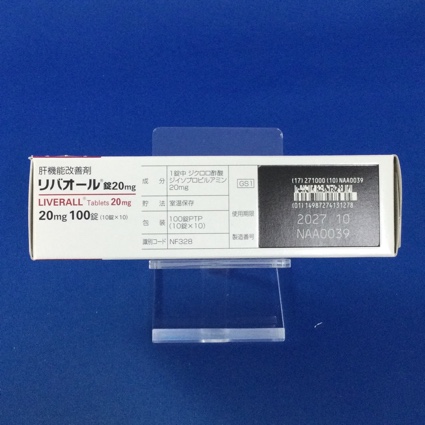 肝機能改善剤
リバオール®錠20mg
LIVERALL® Tablets 20mg
20mg 100錠 (10錠×10)
成 分 1錠中 ジクロロ酢酸
ジイソプロピルアミン
20mg
貯 法 室温保存
包 装 100錠PTP
(10錠×10)
識別コード NF328
GS1
使用期限
製造番号
(17) 271000 (10) NAA0039
(01) 14987274131278
2027. 10
NAA0039